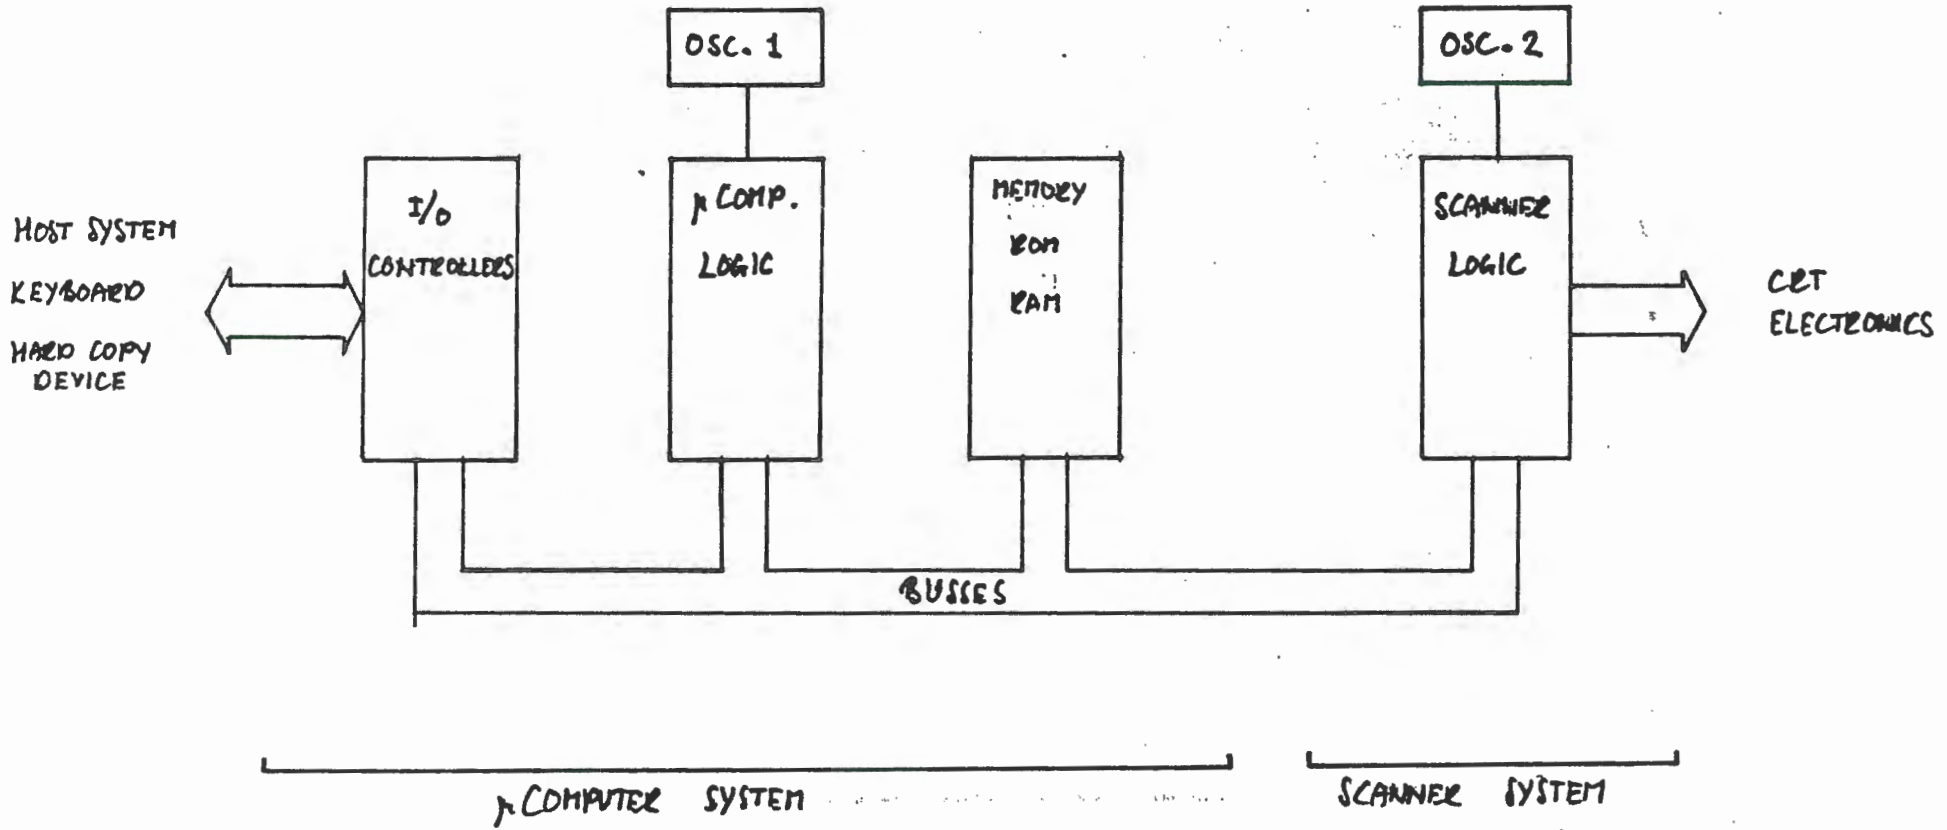 OSC. 1
OSC. 2
HOST SYSTEM
KEYBOARD
HARD COPY
DEVICE
I/O
CONTROLLERS
μ COMP.
LOGIC
MEMORY
ROM
RAM
SCANNER
LOGIC
CRT
ELECTRONICS
BUSSES
μ COMPUTER SYSTEM
SCANNER SYSTEM